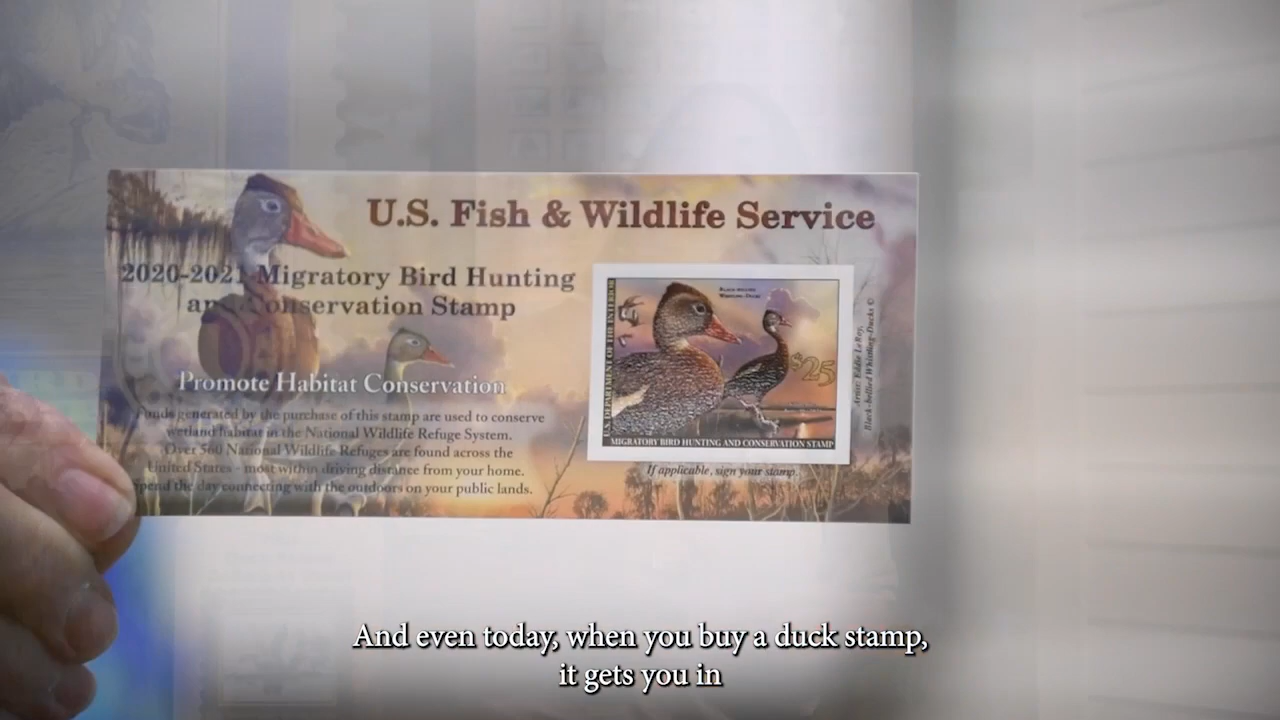 U.S. Fish & Wildlife Service
2020-2021 Migratory Bird Hunting
and Conservation Stamp
Promote Habitat Conservation
Funds generated by the purchase of this stamp are used to conserve
wetland habitat in the National Wildlife Refuge System.
Over 560 National Wildlife Refuges are found across the
United States - most within driving distance from your home.
Spend the day connecting with the outdoors on your public lands.
U.S. DEPARTMENT OF THE INTERIOR
BLACK-BELLIED
WHISTLING-DUCKS
$25
MIGRATORY BIRD HUNTING AND CONSERVATION STAMP
If applicable, sign your stamp.
Artist: Eddie LeRoy,
Black-bellied Whistling-Ducks ©
And even today, when you buy a duck stamp,
it gets you in